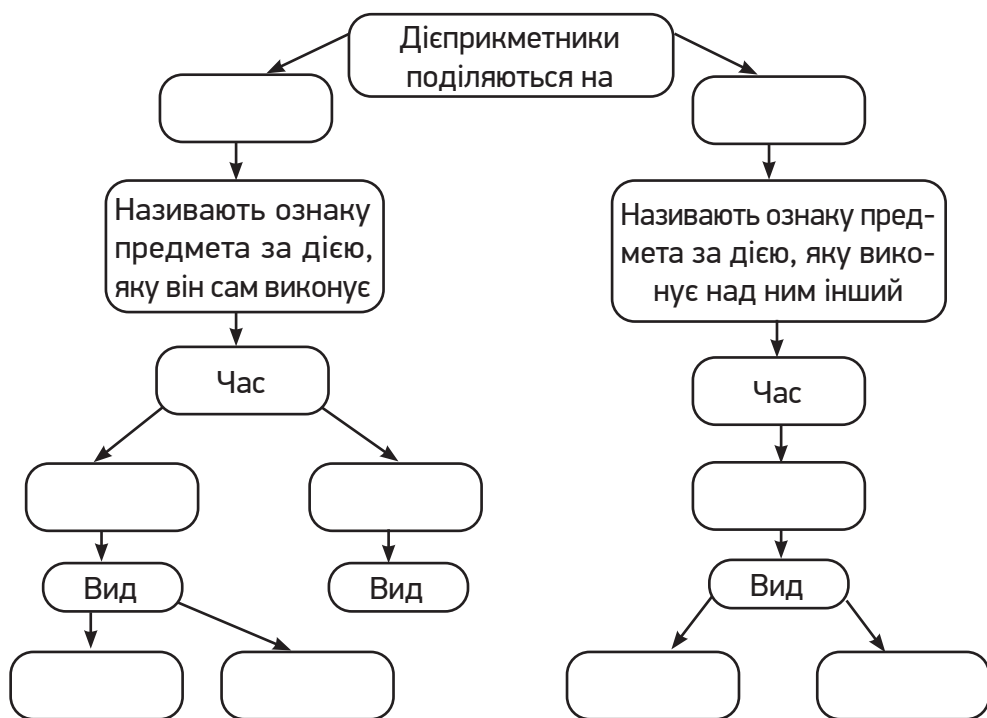 Дієприкметники
поділяються на
Називають ознаку
предмета за дією,
яку він сам виконує
Називають ознаку пред-
мета за дією, яку вико-
нує над ним інший
Час
Час
Вид
Вид
Вид